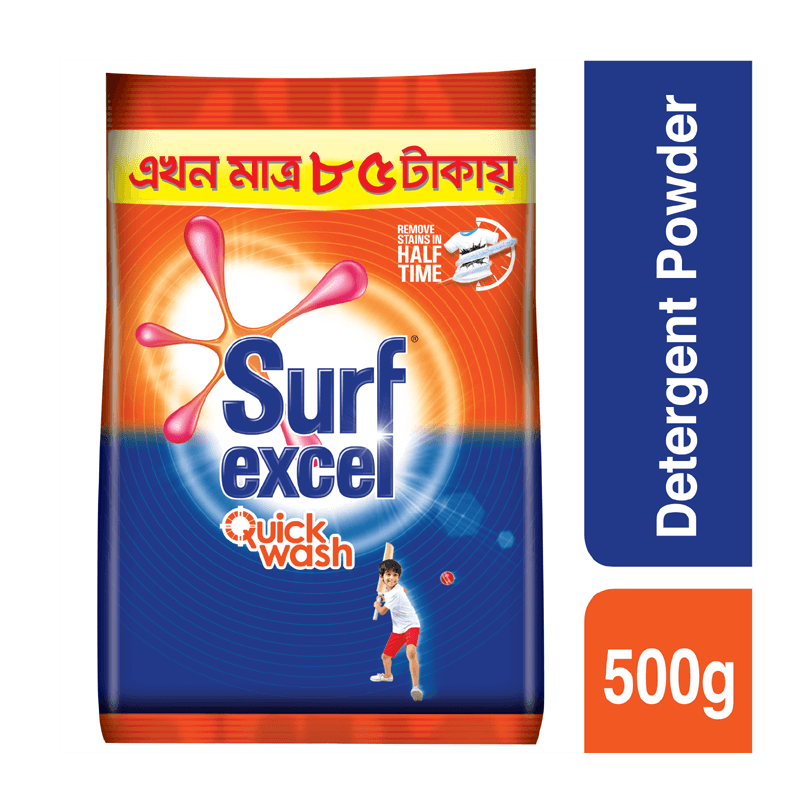 এখন মাত্র ৮৫ টাকায়
REMOVE
STAINS IN
HALF
TIME
Surf®
excel
Quick
wash
Detergent Powder
500g